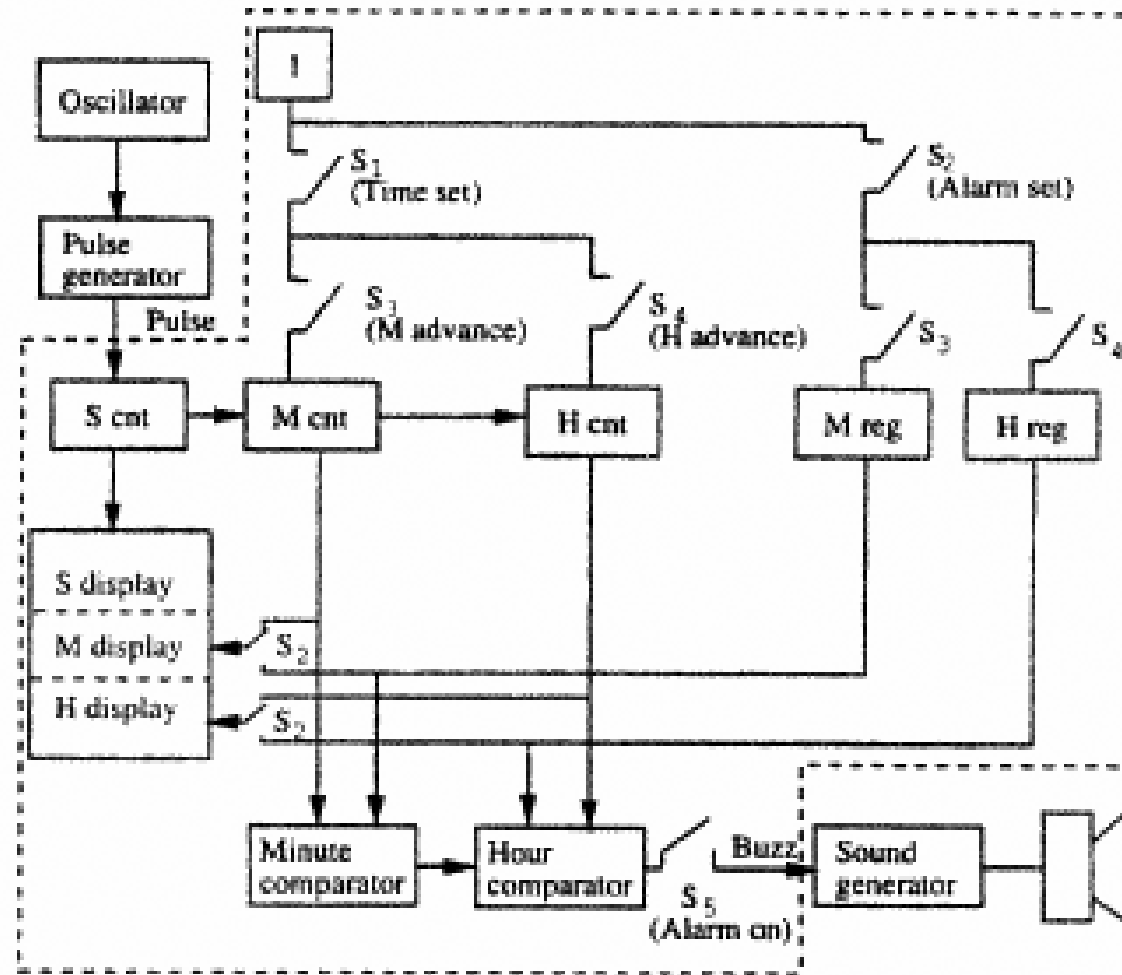 1
Oscillator
S1
(Time set)
S2
(Alarm set)
Pulse
generator
Pulse
S3
(M advance)
S4
(H advance)
S3
S4
S cnt
M cnt
H cnt
M reg
H reg
S display
M display
S2
H display
S2
Minute
comparator
Hour
comparator
Buzz
Sound
generator
S5
(Alarm on)